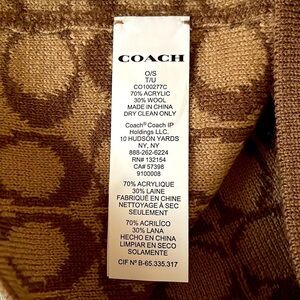 COACH
O/S
T/U
CO100277C
70% ACRYLIC
30% WOOL
MADE IN CHINA
DRY CLEAN ONLY
Coach® Coach IP
Holdings LLC.
10 HUDSON YARDS
NY, NY
888-262-6224
RN# 132154
CA# 57398
9100008
70% ACRYLIQUE
30% LAINE
FABRIQUÉ EN CHINE
NETTOYAGE À SEC
SEULEMENT
70% ACRÍLICO
30% LANA
HECHO EN CHINA
LIMPIAR EN SECO
SOLAMENTE
CIF Nº B-65.335.317